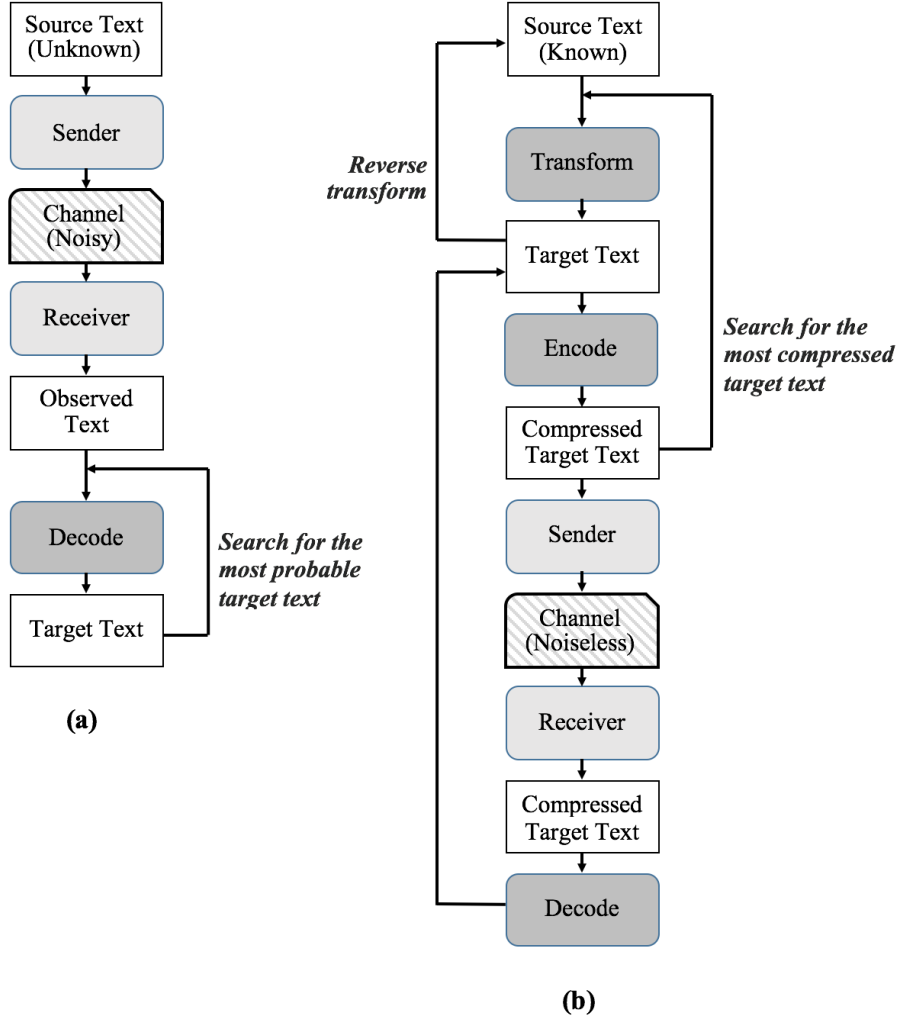 Source Text
(Unknown)
Sender
Channel
(Noisy)
Receiver
Observed
Text
Decode
Search for the
most probable
target text
Target Text
(a)
Source Text
(Known)
Transform
Reverse
transform
Target Text
Encode
Search for the
most compressed
target text
Compressed
Target Text
Sender
Channel
(Noiseless)
Receiver
Compressed
Target Text
Decode
(b)